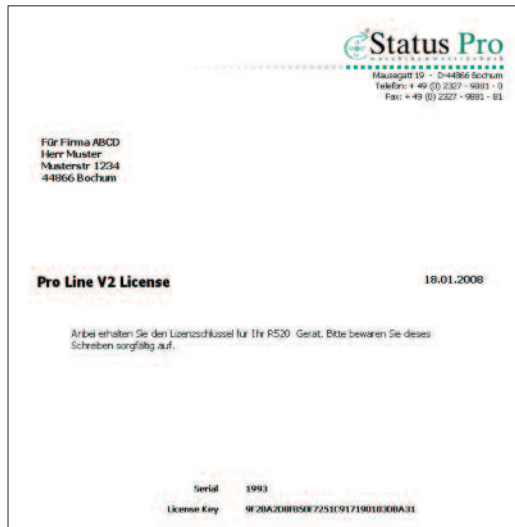 Status Pro
maschinenmesstechnik
Mausegatt 19 - D-44866 Bochum
Telefon: + 49 (0) 2327 - 9881 - 0
Fax: + 49 (0) 2327 - 9881 - 81
Für Firma ABCD
Herr Muster
Musterstr 1234
44866 Bochum
Pro Line V2 License
18.01.2008
Anbei erhalten Sie den Lizenzschlüssel für Ihr R520 Gerät. Bitte bewaren Sie dieses
Schreiben sorgfältig auf.
Serial 1993
License Key